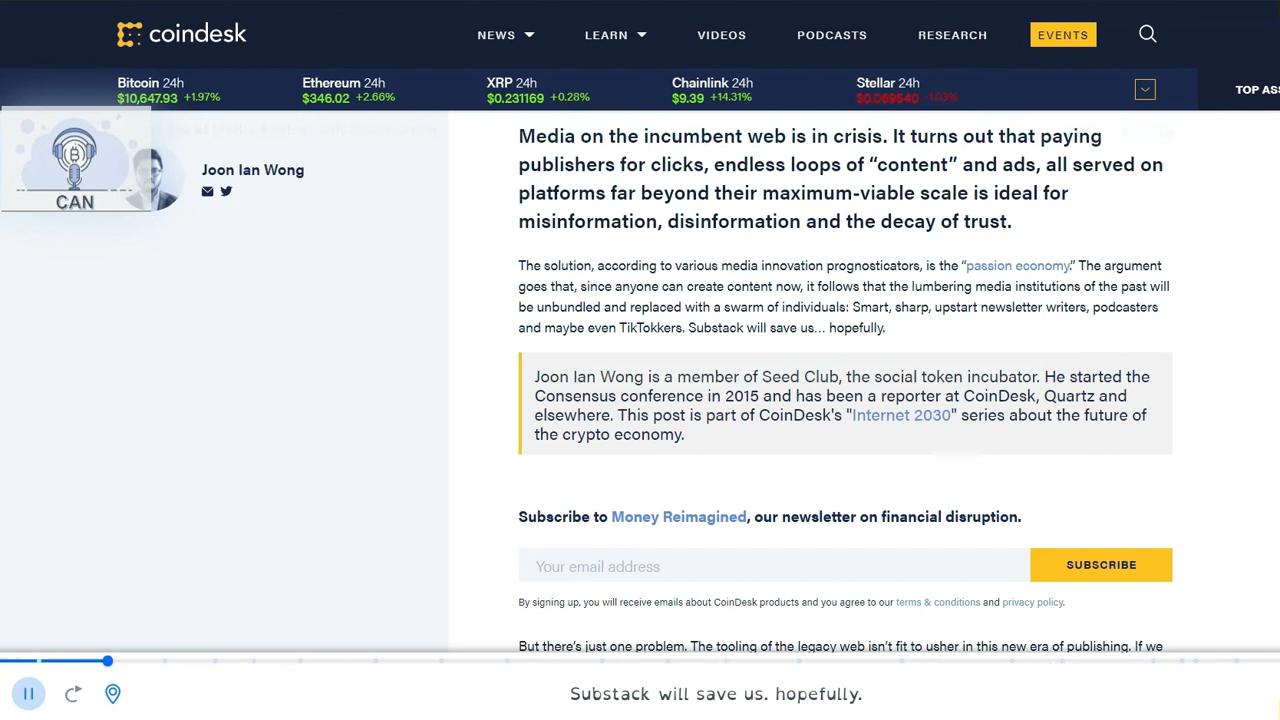 coindesk
NEWS
LEARN
VIDEOS
PODCASTS
RESEARCH
EVENTS
Bitcoin 24h
$10,647.93 +1.97%
Ethereum 24h
$346.02 +2.66%
XRP 24h
$0.231169 +0.28%
Chainlink 24h
$9.39 +14.31%
Stellar 24h
$0.069540 -1.03%
TOP ASS
CAN
Joon Ian Wong
Media on the incumbent web is in crisis. It turns out that paying
publishers for clicks, endless loops of “content” and ads, all served on
platforms far beyond their maximum-viable scale is ideal for
misinformation, disinformation and the decay of trust.
The solution, according to various media innovation prognosticators, is the “passion economy.” The argument
goes that, since anyone can create content now, it follows that the lumbering media institutions of the past will
be unbundled and replaced with a swarm of individuals: Smart, sharp, upstart newsletter writers, podcasters
and maybe even TikTokkers. Substack will save us… hopefully.
Joon Ian Wong is a member of Seed Club, the social token incubator. He started the
Consensus conference in 2015 and has been a reporter at CoinDesk, Quartz and
elsewhere. This post is part of CoinDesk's "Internet 2030" series about the future of
the crypto economy.
Subscribe to Money Reimagined, our newsletter on financial disruption.
Your email address
SUBSCRIBE
By signing up, you will receive emails about CoinDesk products and you agree to our terms & conditions and privacy policy.
But there’s just one problem. The tooling of the legacy web isn’t fit to usher in this new era of publishing. If we
Substack will save us. hopefully.